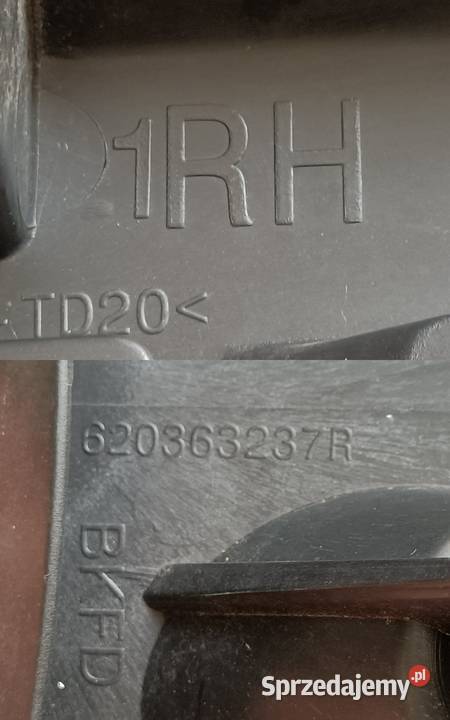 1RH
-TD20<
620363237R
BKFD
Sprzedajemy.pl